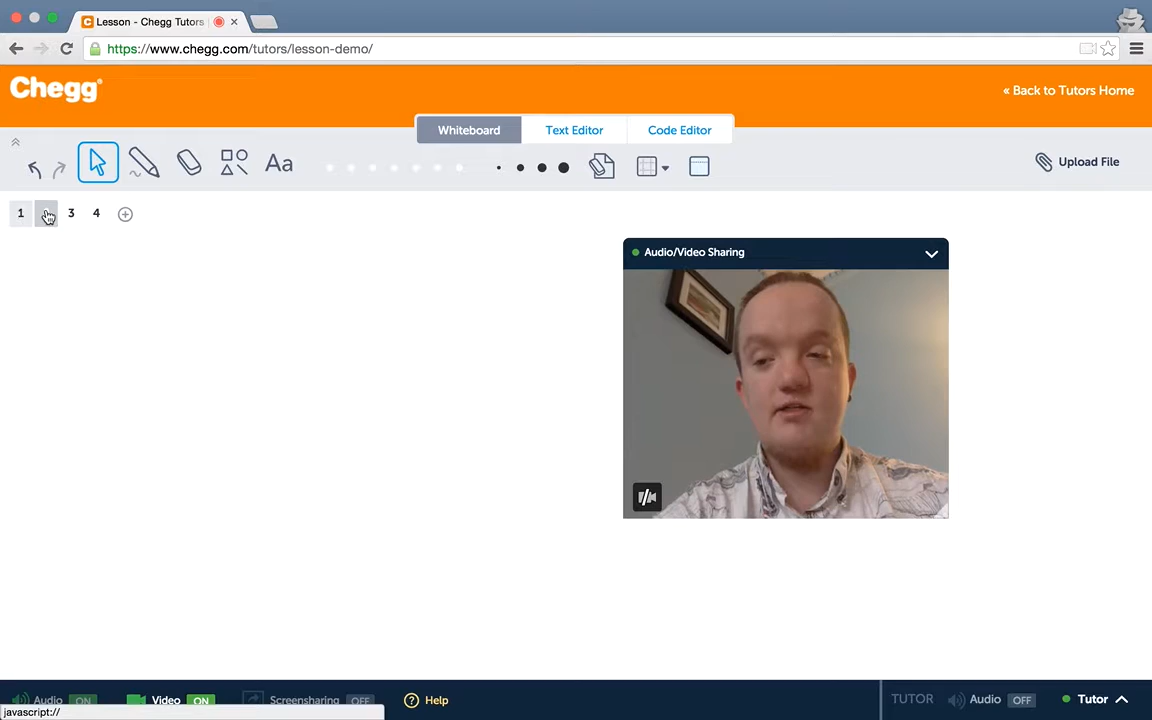 Lesson - Chegg Tutors
https://www.chegg.com/tutors/lesson-demo/
Chegg
« Back to Tutors Home
Whiteboard Text Editor Code Editor
Aa
Upload File
1 3 4
Audio/Video Sharing
Audio ON Video ON Screensharing OFF Help TUTOR Audio OFF Tutor
javascript://